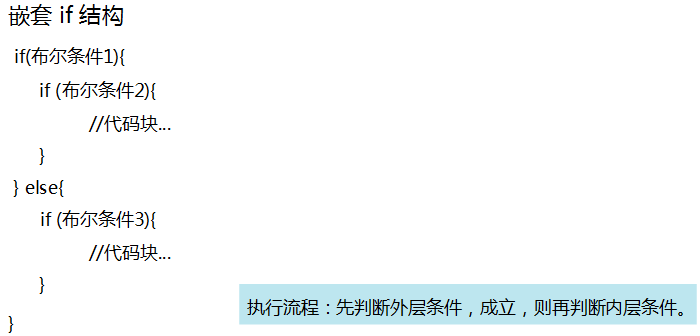 嵌套 if 结构
if(布尔条件1){
if (布尔条件2){
//代码块...
}
} else{
if (布尔条件3){
//代码块...
}
执行流程：先判断外层条件，成立，则再判断内层条件。
}